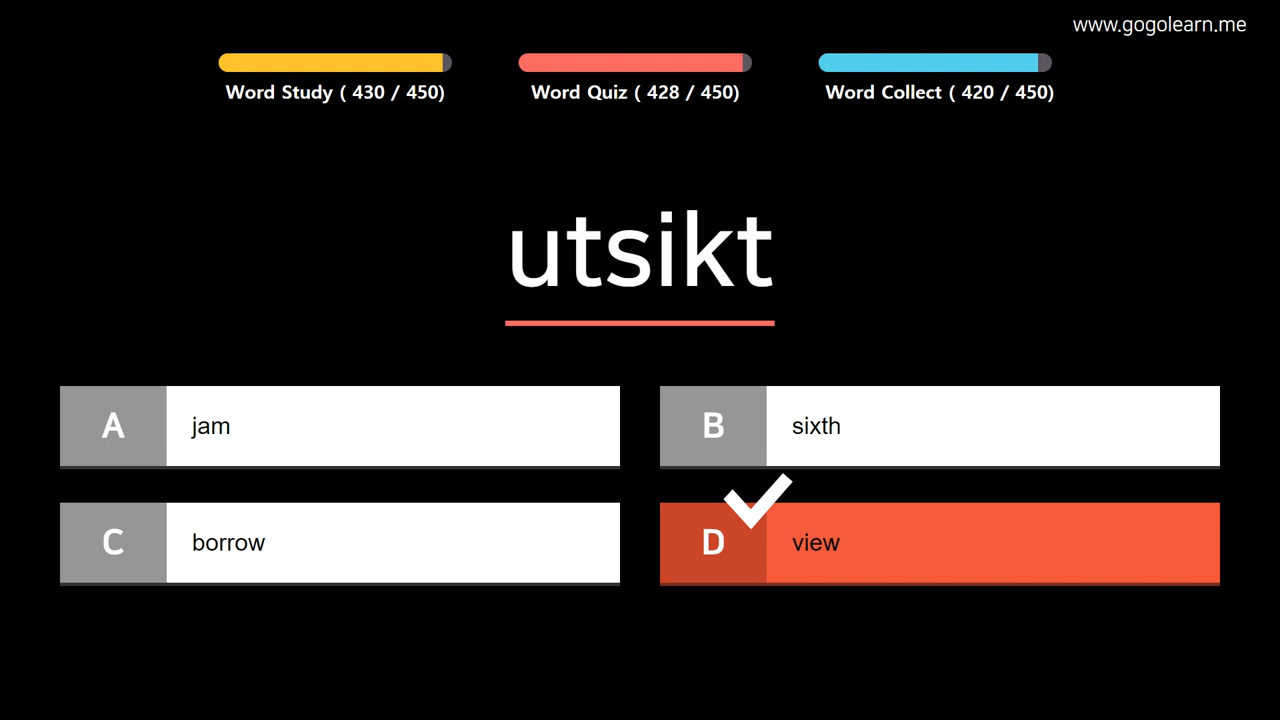 www.gogolearn.me
Word Study ( 430 / 450)
Word Quiz ( 428 / 450)
Word Collect ( 420 / 450)
utsikt
A jam
B sixth
C borrow
D view